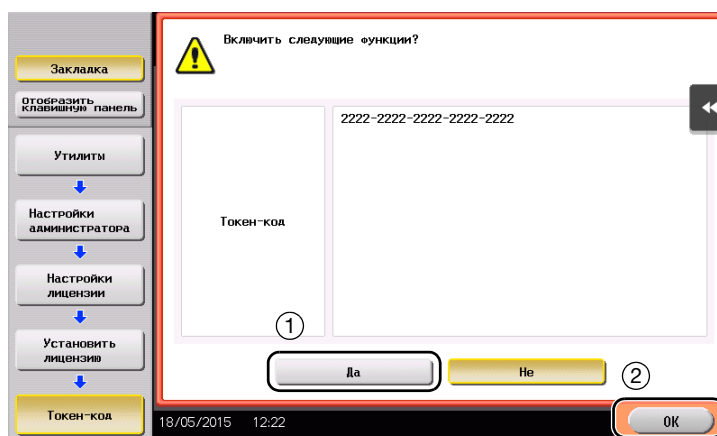 Включить следующие функции?
Закладка
Отобразить
клавишную панель
2222-2222-2222-2222-2222
Утилиты
Настройки
администратора
Токен-код
Настройки
лицензии
Установить
лицензию
1
Да
Не
2
Токен-код
18/05/2015 12:22
OK